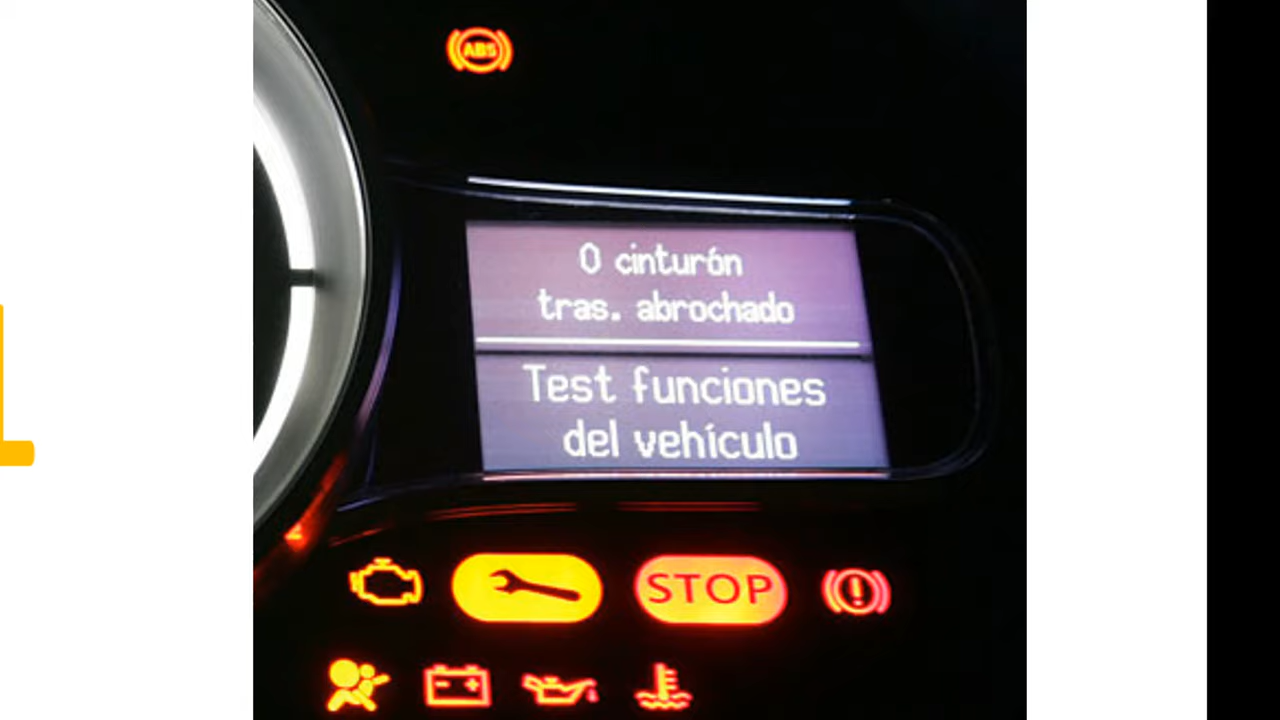 ABS
0 cinturón
tras. abrochado
Test funciones
del vehículo
STOP